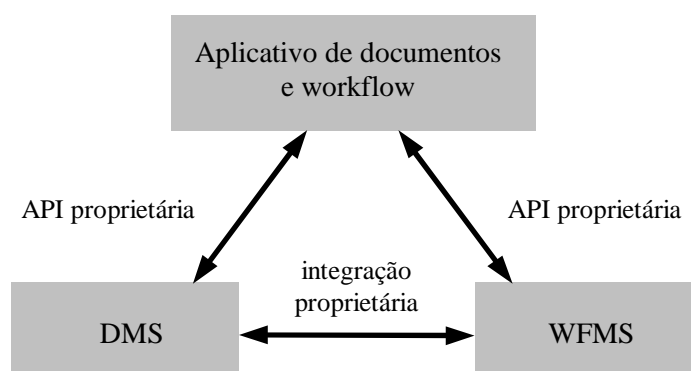 Aplicativo de documentos
e workflow
API proprietária
API proprietária
integração
proprietária
DMS
WFMS